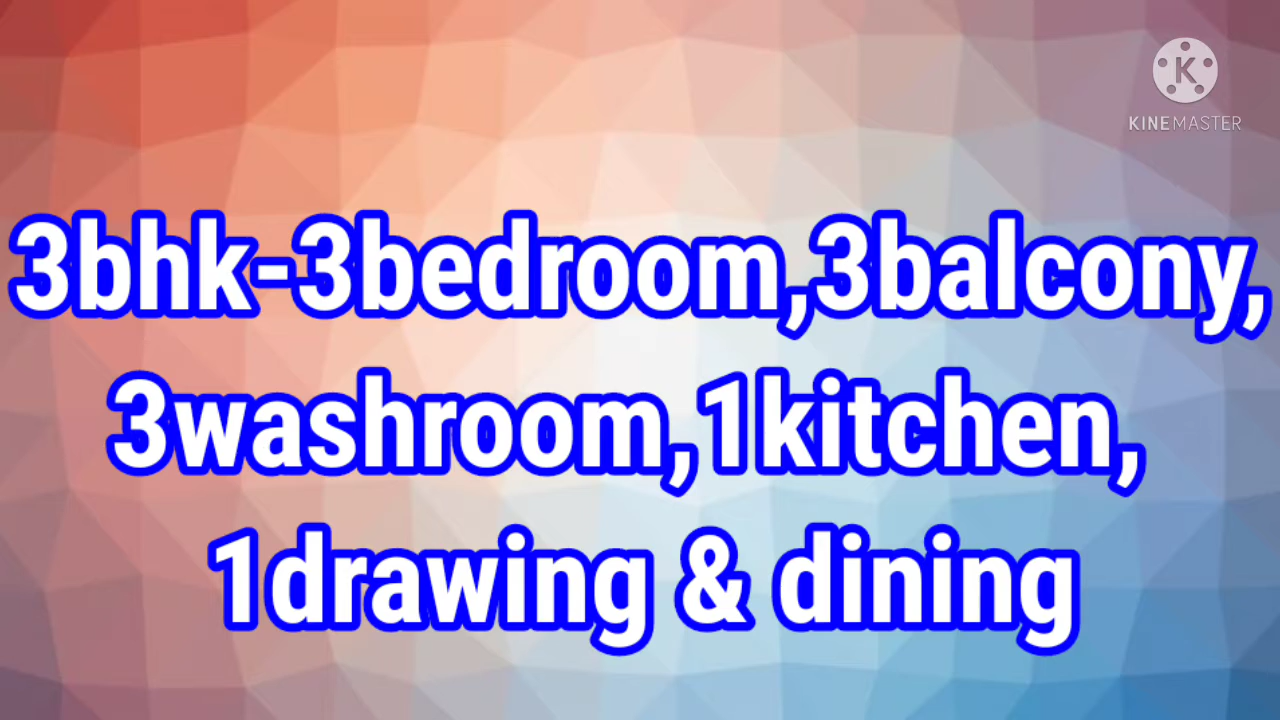 KINEMASTER
3bhk-3bedroom,3balcony,
3washroom,1kitchen,
1drawing & dining